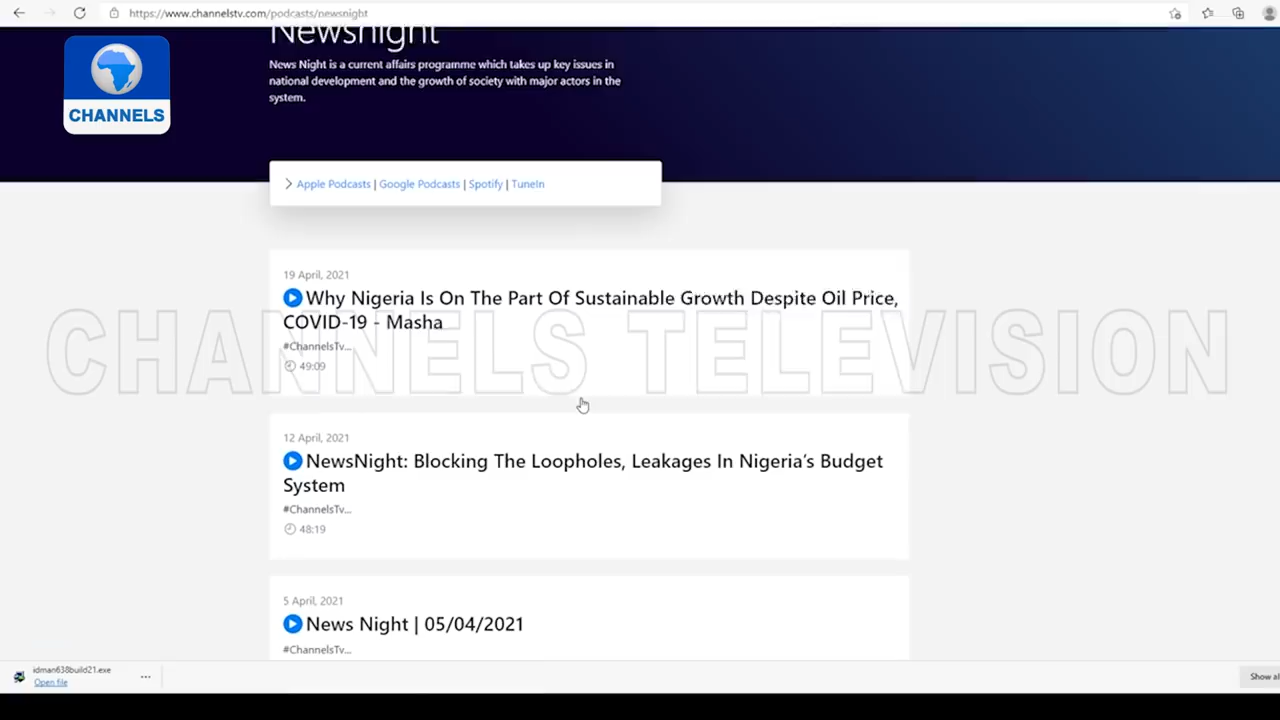 https://www.channelstv.com/podcasts/newsnight
Newsnight
News Night is a current affairs programme which takes up key issues in
national development and the growth of society with major actors in the
system.
CHANNELS
Apple Podcasts | Google Podcasts | Spotify | TuneIn
19 April, 2021
Why Nigeria Is On The Part Of Sustainable Growth Despite Oil Price,
COVID-19 - Masha
#ChannelsTv...
49:09
CHANNELS TELEVISION
12 April, 2021
NewsNight: Blocking The Loopholes, Leakages In Nigeria’s Budget
System
#ChannelsTv...
48:19
5 April, 2021
News Night | 05/04/2021
#ChannelsTv...
idman638build21.exe
Open file
...
Show al